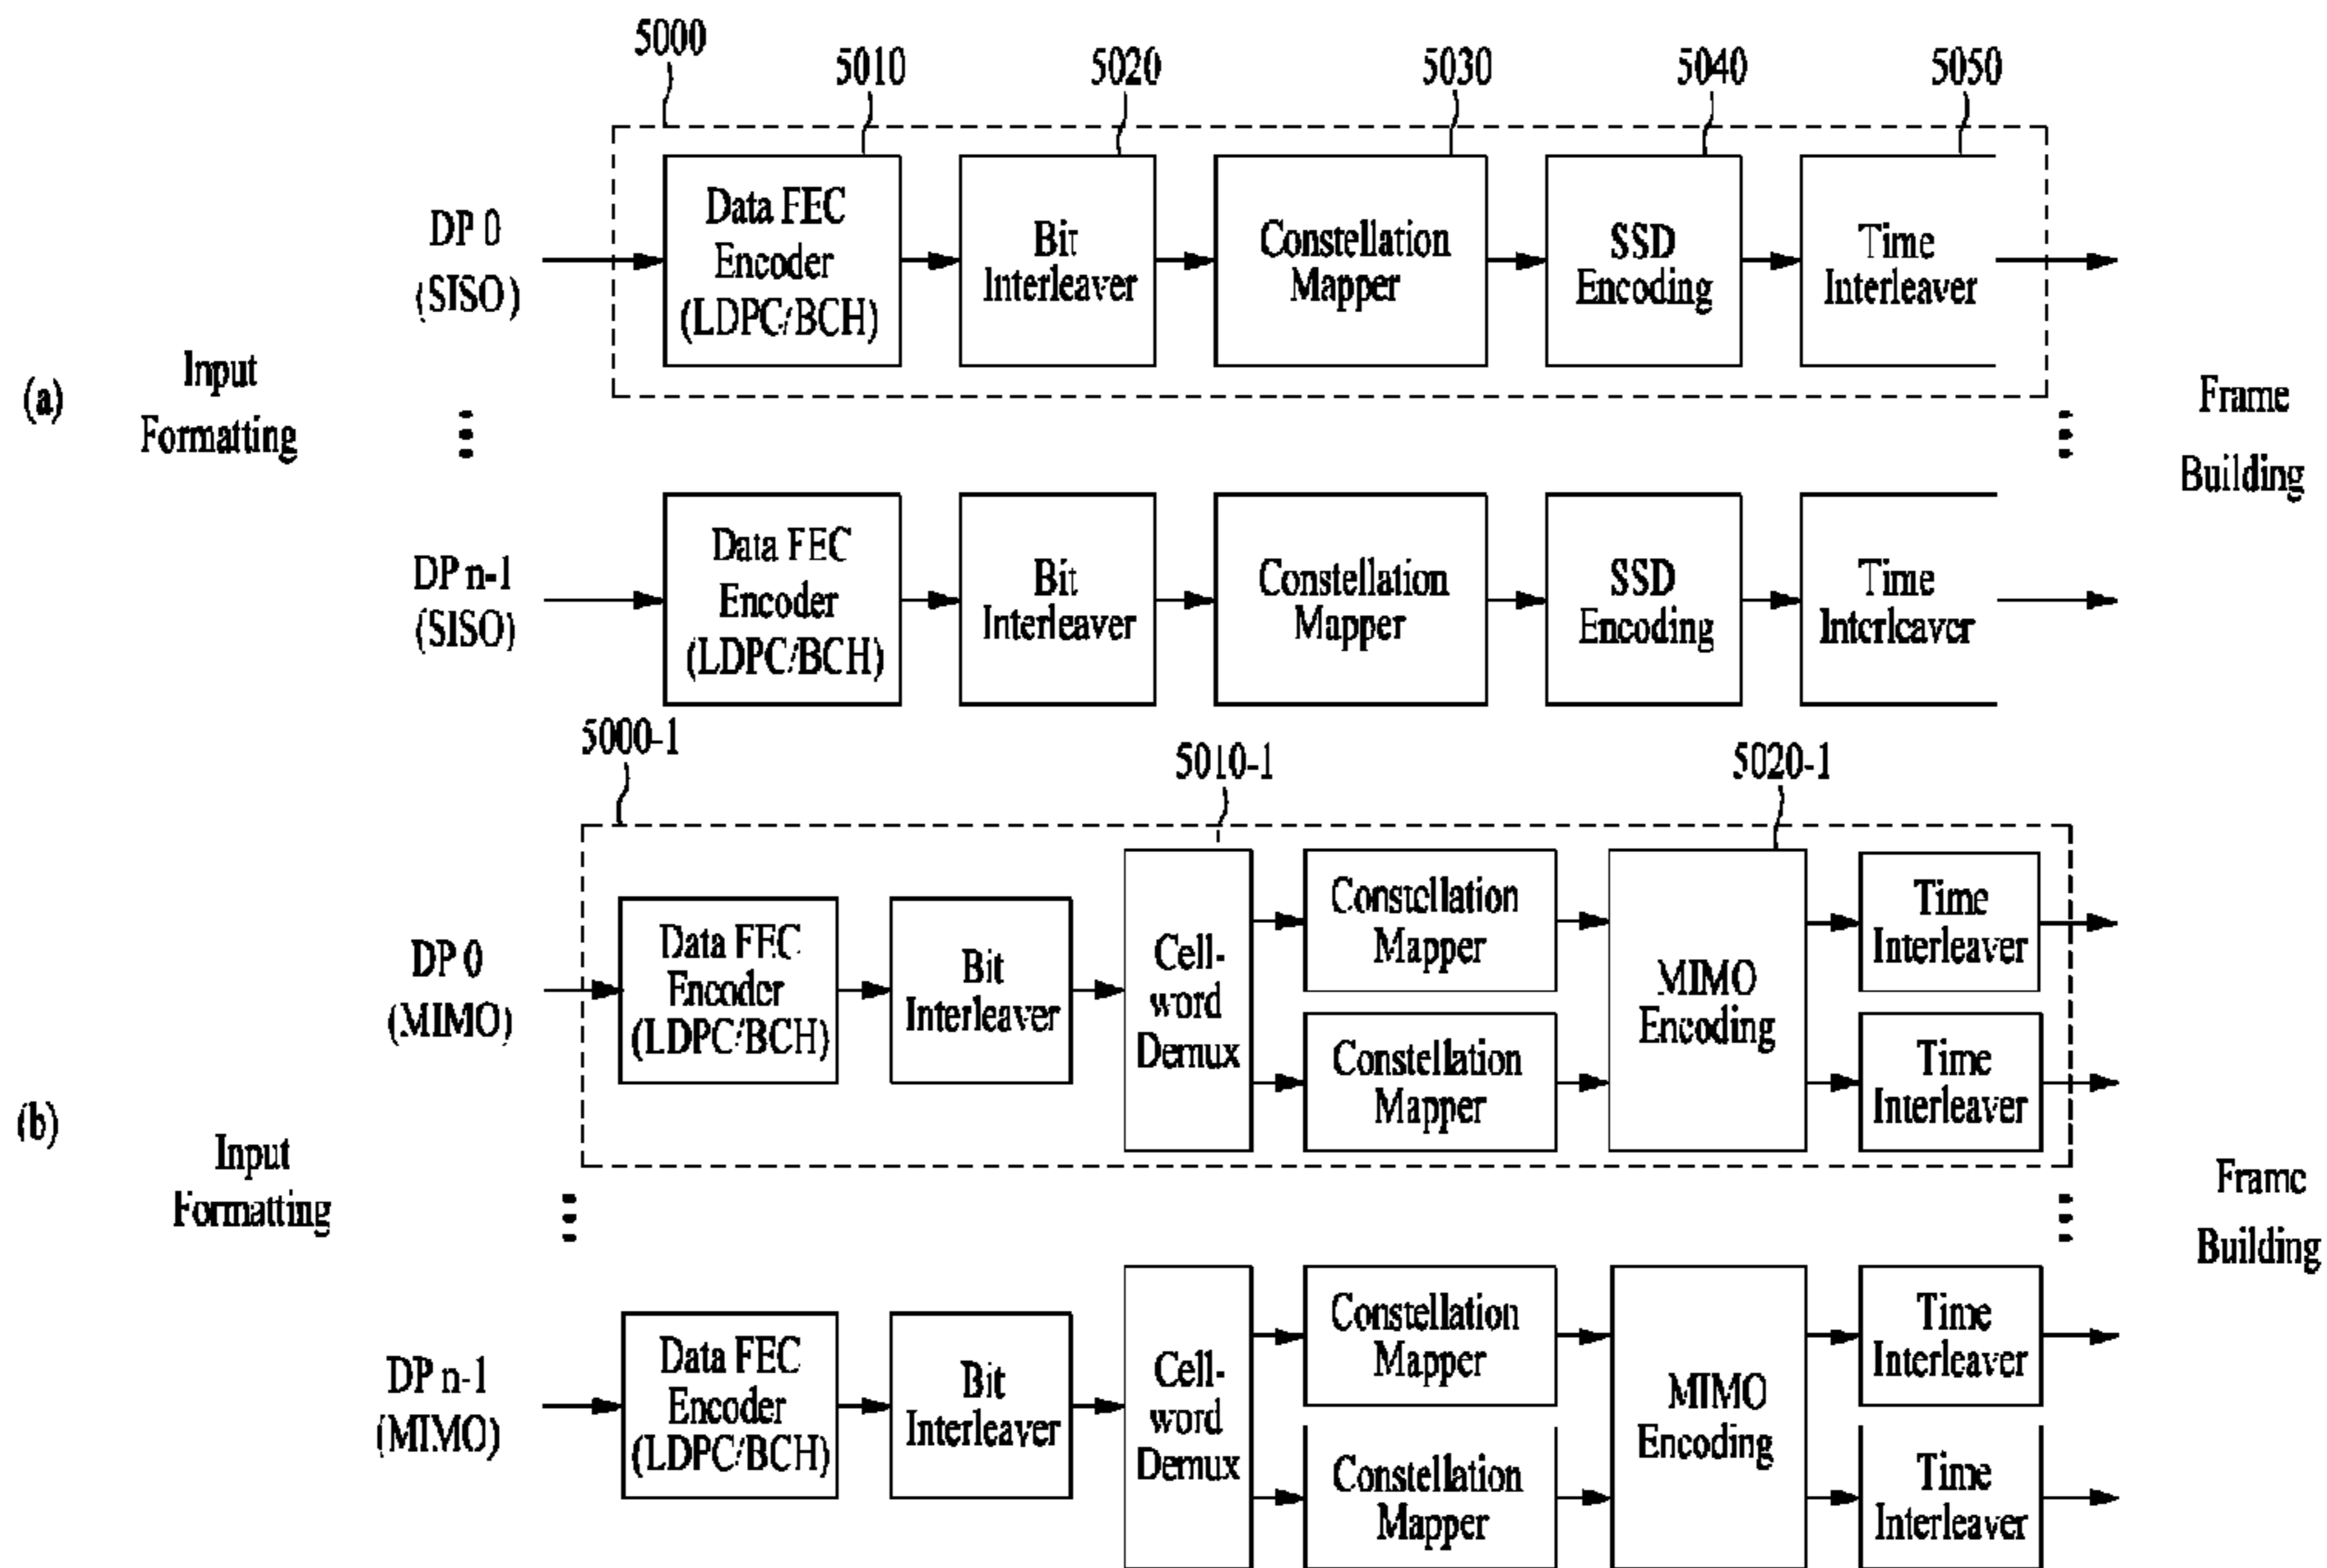 5000
5010
5020
5030
5040
5050
DP 0
(SISO)
Data FEC
Encoder
(LDPC/BCH)
Bit
Interleaver
Constellation
Mapper
SSD
Encoding
Time
Interleaver
(a)
Input
Formatting
Frame
Building
DP n-1
(SISO)
Data FEC
Encoder
(LDPC/BCH)
Bit
Interleaver
Constellation
Mapper
SSD
Encoding
Time
Interleaver
5000-1
5010-1
5020-1
DP 0
(MIMO)
Data FEC
Encoder
(LDPC/BCH)
Bit
Interleaver
Cell-
word
Demux
Constellation
Mapper
Constellation
Mapper
MIMO
Encoding
Time
Interleaver
Time
Interleaver
(b)
Input
Formatting
Frame
Building
DP n-1
(MIMO)
Data FEC
Encoder
(LDPC/BCH)
Bit
Interleaver
Cell-
word
Demux
Constellation
Mapper
Constellation
Mapper
MIMO
Encoding
Time
Interleaver
Time
Interleaver